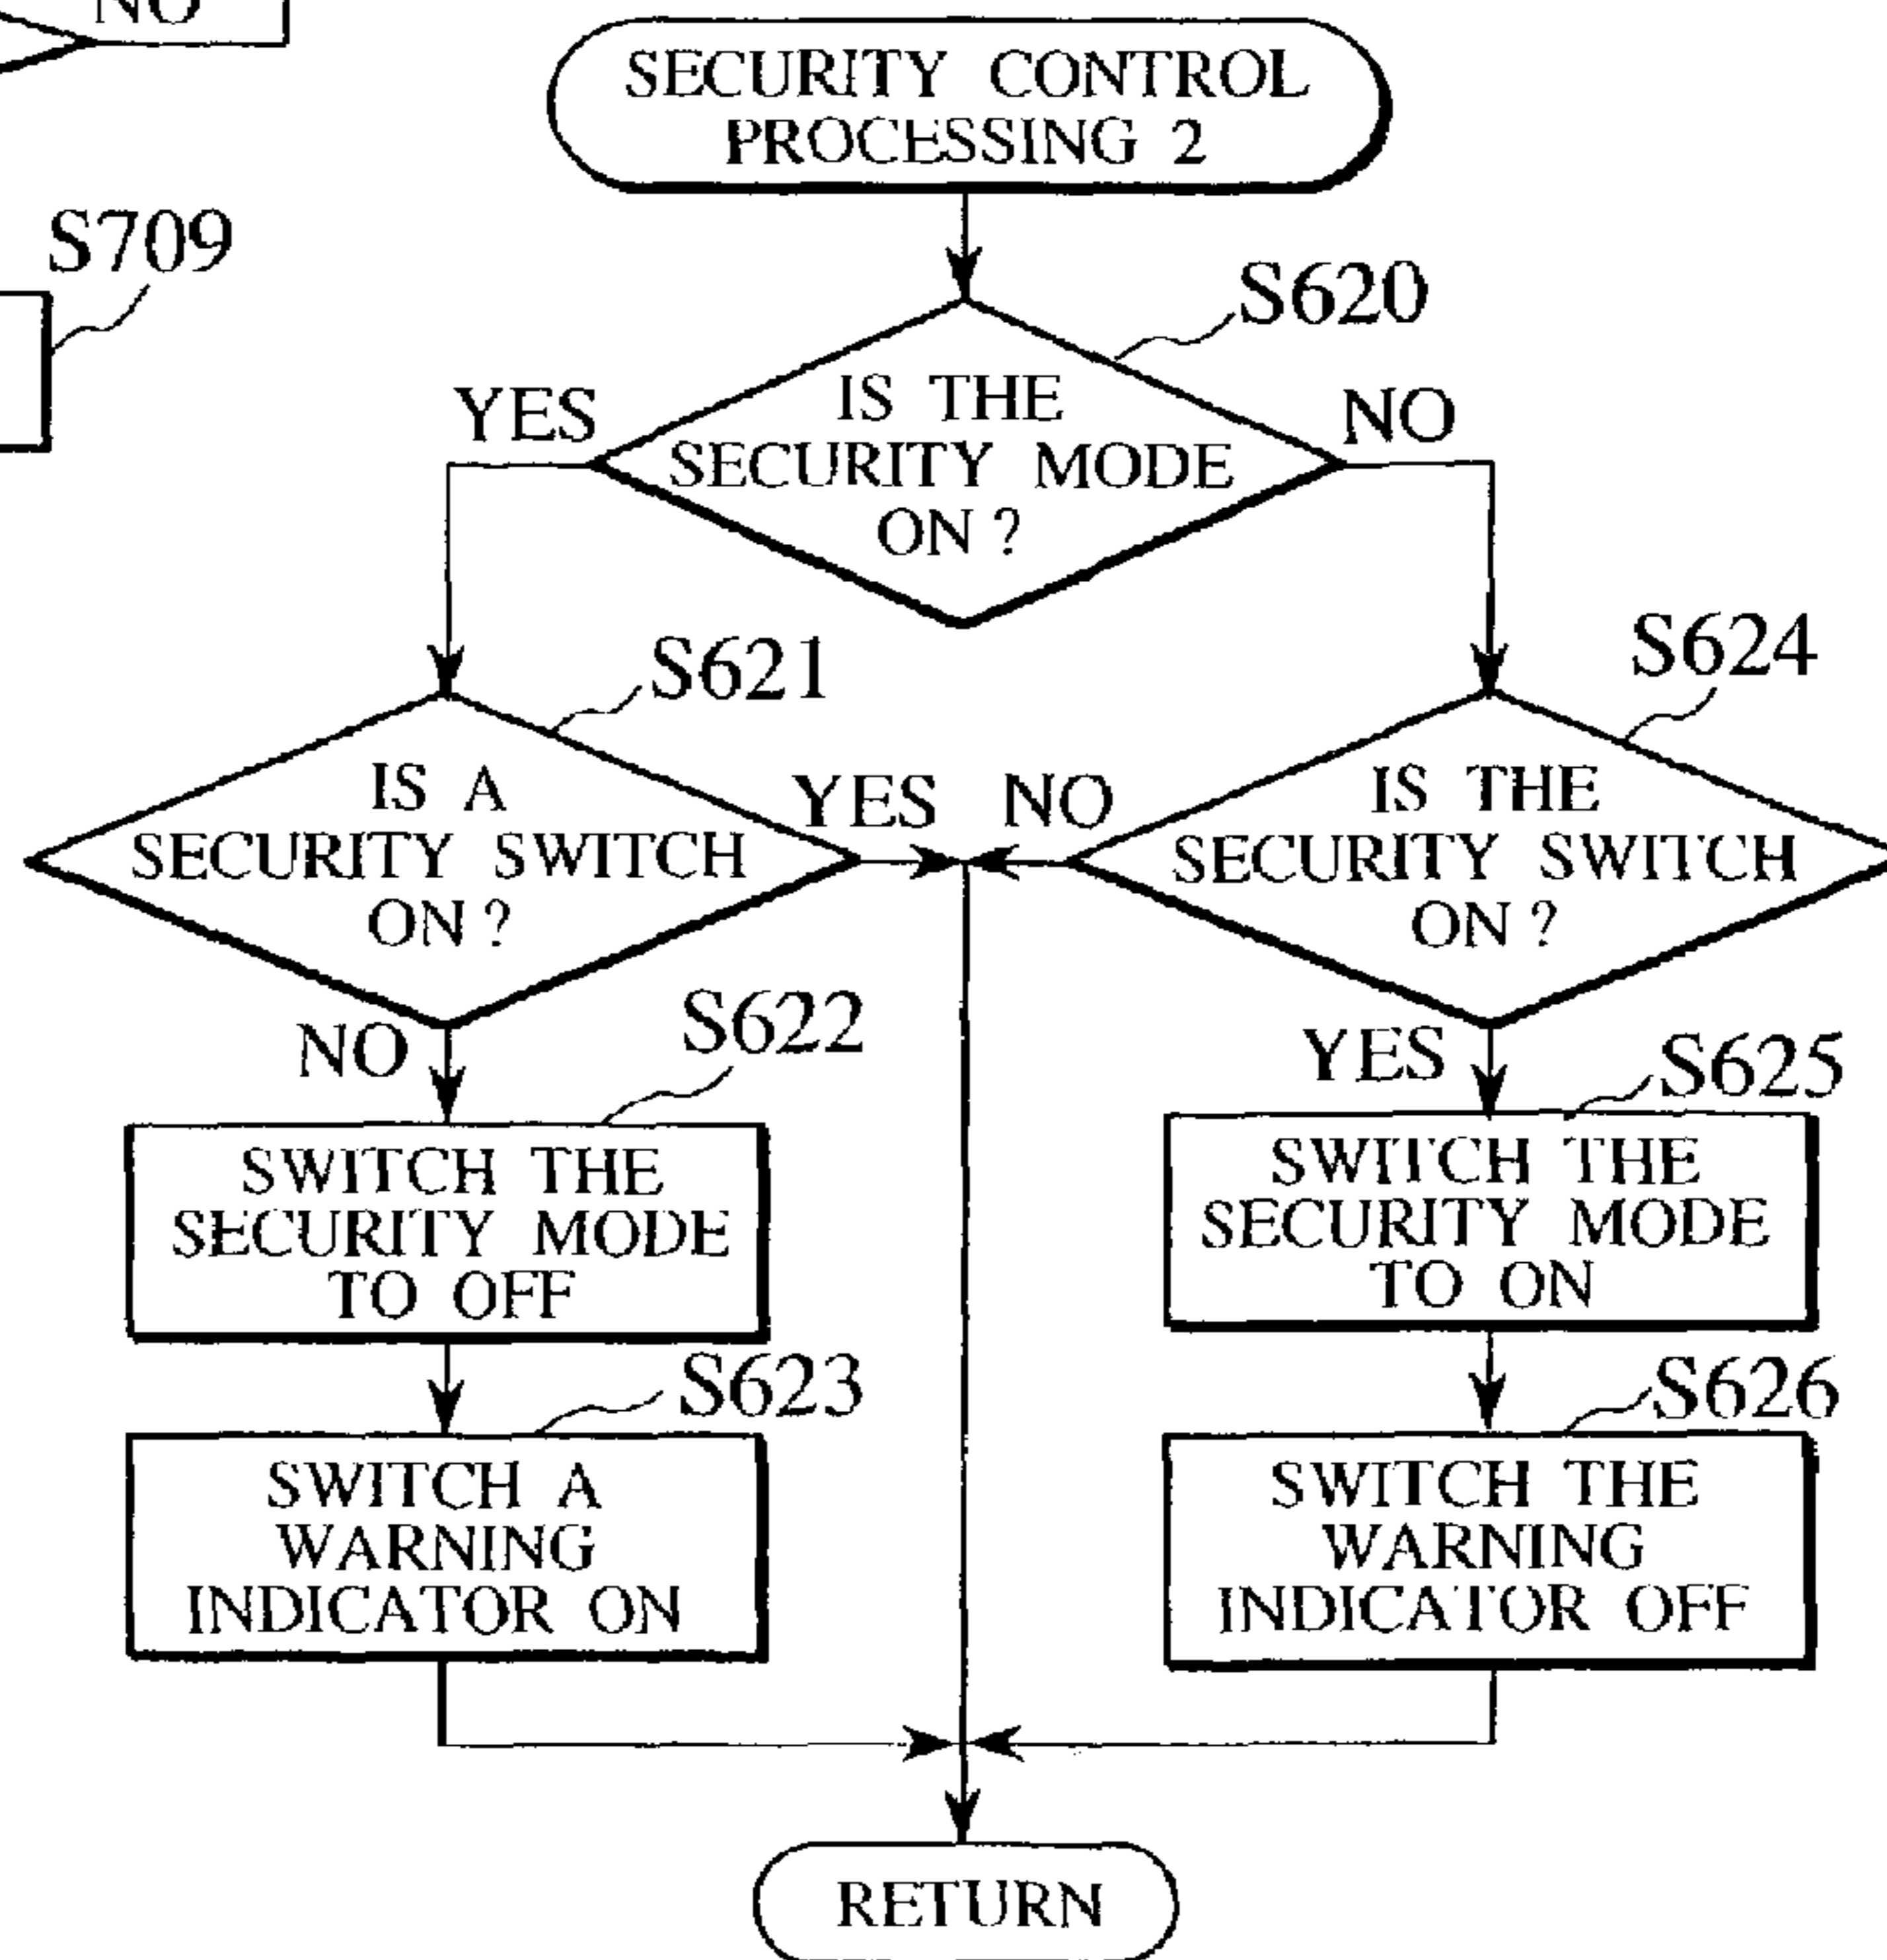 NO
SECURITY CONTROL
PROCESSING 2
S709
S620
IS THE
SECURITY MODE
ON?
YES
NO
S621
S624
IS A
SECURITY SWITCH
ON?
YES
NO
IS THE
SECURITY SWITCH
ON?
NO
S622
YES
S625
SWITCH THE
SECURITY MODE
TO OFF
SWITCH THE
SECURITY MODE
TO ON
S623
S626
SWITCH A
WARNING
INDICATOR ON
SWITCH THE
WARNING
INDICATOR OFF
RETURN